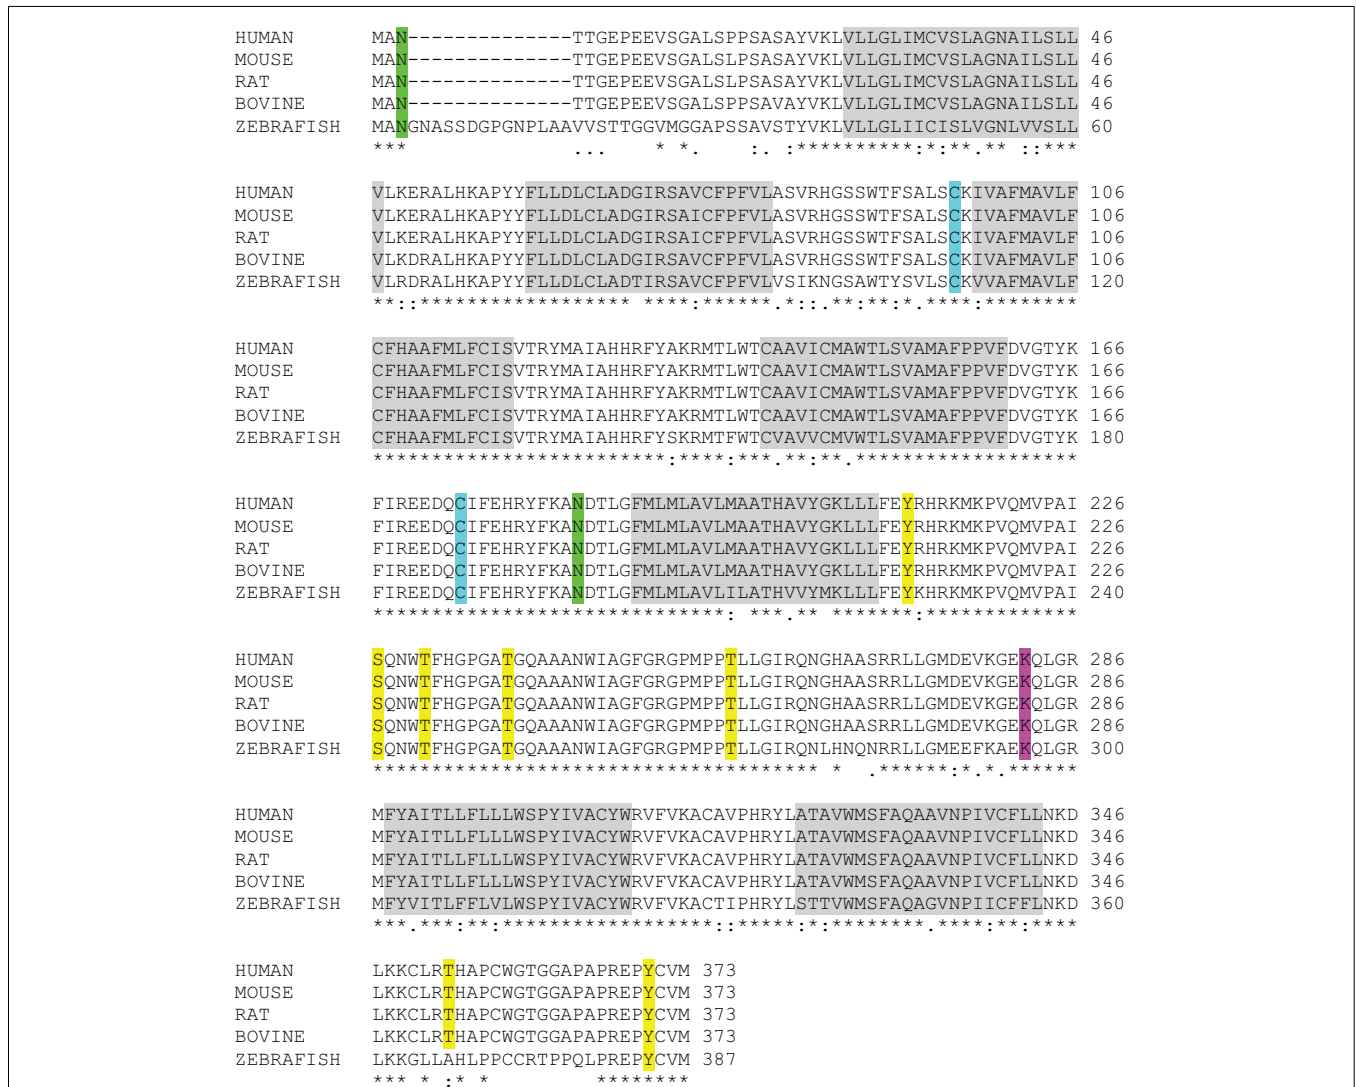 HUMAN MAN--------------TTGEPEEVSGALSPPSASAYVKLVLLGLIMCVSLAGNAILSLL 46
MOUSE MAN--------------TTGEPEEVSGALSLPSASAYVKLVLLGLIMCVSLAGNAILSLL 46
RAT MAN--------------TTGEPEEVSGALSLPSASAYVKLVLLGLIMCVSLAGNAILSLL 46
BOVINE MAN--------------TTGEPEEVSGALSPPSAVAYVKLVLLGLIMCVSLAGNAILSLL 46
ZEBRAFISH MANGNASSDGPGNPLAAVVSTTGGVMGGAPSSAVSTYVKLVLLGLIICISLVGNLVVSLL 60
***              ...    * *.    :. :**********:*:**.** ::***
HUMAN VLKERALHKAPYYFLLDLCLADGIRSAVCFPFVLASVRHGSSWTFSALSCKIVAFMAVLF 106
MOUSE VLKERALHKAPYYFLLDLCLADGIRSAICFPFVLASVRHGSSWTFSALSCKIVAFMAVLF 106
RAT VLKERALHKAPYYFLLDLCLADGIRSAICFPFVLASVRHGSSWTFSALSCKIVAFMAVLF 106
BOVINE VLKDRALHKAPYYFLLDLCLADGIRSAVCFPFVLASVRHGSSWTFSALSCKIVAFMAVLF 106
ZEBRAFISH VLRDRALHKAPYYFLLDLCLADTIRSAVCFPFVLVSIKNGSAWTYSVLSCKVVAFMAVLF 120
**::****************** ****:******.*::.**:**:*.****:********
HUMAN CFHAAFMLFCISVTRYMAIAHHRFYAKRMTLWTCAAVICMAWTLSVAMAFPPVFDVGTYK 166
MOUSE CFHAAFMLFCISVTRYMAIAHHRFYAKRMTLWTCAAVICMAWTLSVAMAFPPVFDVGTYK 166
RAT CFHAAFMLFCISVTRYMAIAHHRFYAKRMTLWTCAAVICMAWTLSVAMAFPPVFDVGTYK 166
BOVINE CFHAAFMLFCISVTRYMAIAHHRFYAKRMTLWTCAAVICMAWTLSVAMAFPPVFDVGTYK 166
ZEBRAFISH CFHAAFMLFCISVTRYMAIAHHRFYSKRMTFWTCVAVVCMVWTLSVAMAFPPVFDVGTYK 180
*************************:****:***.**:**.*******************
HUMAN FIREEDQCIFEHRYFKANDTLGFMLMLAVLMAATHAVYGKLLLFEYRHRKMKPVQMVPAI 226
MOUSE FIREEDQCIFEHRYFKANDTLGFMLMLAVLMAATHAVYGKLLLFEYRHRKMKPVQMVPAI 226
RAT FIREEDQCIFEHRYFKANDTLGFMLMLAVLMAATHAVYGKLLLFEYRHRKMKPVQMVPAI 226
BOVINE FIREEDQCIFEHRYFKANDTLGFMLMLAVLMAATHAVYGKLLLFEYRHRKMKPVQMVPAI 226
ZEBRAFISH FIREEDQCIFEHRYFKANDTLGFMLMLAVLILATHVVYMKLLLFEYKHRKMKPVQMVPAI 240
******************************: ***.** *******:*************
HUMAN SQNWTFHGPGATGQAAANWIAGFGRGPMPPTLLGIRQNGHAASRRLLGMDEVKGEKQLGR 286
MOUSE SQNWTFHGPGATGQAAANWIAGFGRGPMPPTLLGIRQNGHAASRRLLGMDEVKGEKQLGR 286
RAT SQNWTFHGPGATGQAAANWIAGFGRGPMPPTLLGIRQNGHAASRRLLGMDEVKGEKQLGR 286
BOVINE SQNWTFHGPGATGQAAANWIAGFGRGPMPPTLLGIRQNGHAASRRLLGMDEVKGEKQLGR 286
ZEBRAFISH SQNWTFHGPGATGQAAANWIAGFGRGPMPPTLLGIRQNLHNQNRRLLGMEEFKAEKQLGR 300
************************************** *  .******:*.*.******
HUMAN MFYAITLLFLLLWSPYIVACYWRVFVKACAVPHRYLATAVWMSFAQAAVNPIVCFLLNKD 346
MOUSE MFYAITLLFLLLWSPYIVACYWRVFVKACAVPHRYLATAVWMSFAQAAVNPIVCFLLNKD 346
RAT MFYAITLLFLLLWSPYIVACYWRVFVKACAVPHRYLATAVWMSFAQAAVNPIVCFLLNKD 346
BOVINE MFYAITLLFLLLWSPYIVACYWRVFVKACAVPHRYLATAVWMSFAQAAVNPIVCFLLNKD 346
ZEBRAFISH MFYVITLFFLVLWSPYIVACYWRVFVKACTIPHRYLSTTVWMSFAQAGVNPIICFFLNKD 360
***.***:**:******************::*****:*:********.****:**:****
HUMAN LKKCLRTHAPCWGTGGAPAPREPYCVM 373
MOUSE LKKCLRTHAPCWGTGGAPAPREPYCVM 373
RAT LKKCLRTHAPCWGTGGAPAPREPYCVM 373
BOVINE LKKCLRTHAPCWGTGGAPAPREPYCVM 373
ZEBRAFISH LKKGLLAHLPPCCRTPPQLPREPYCVM 387
*** * :* *         ********